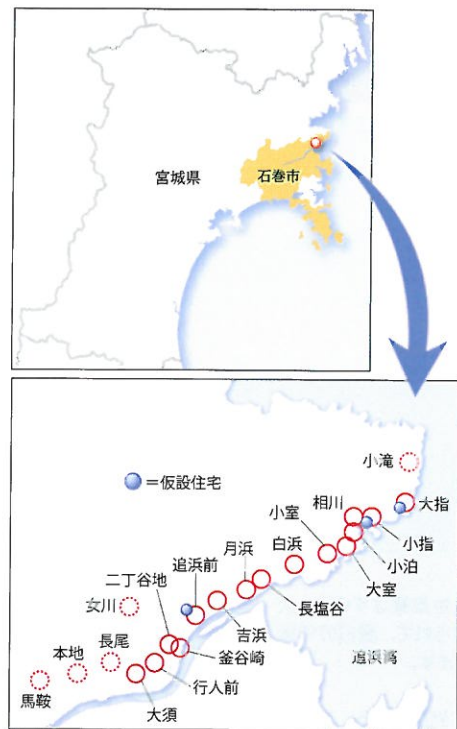 宮城県
石巻市
小滝
=仮設住宅
相川
大指
小室
小指
白浜
月浜
小泊
追浜前
大室
二丁谷地
女川
長塩谷
吉浜
長尾
釜谷崎
追浜湾
本地
行人前
馬鞍
大須